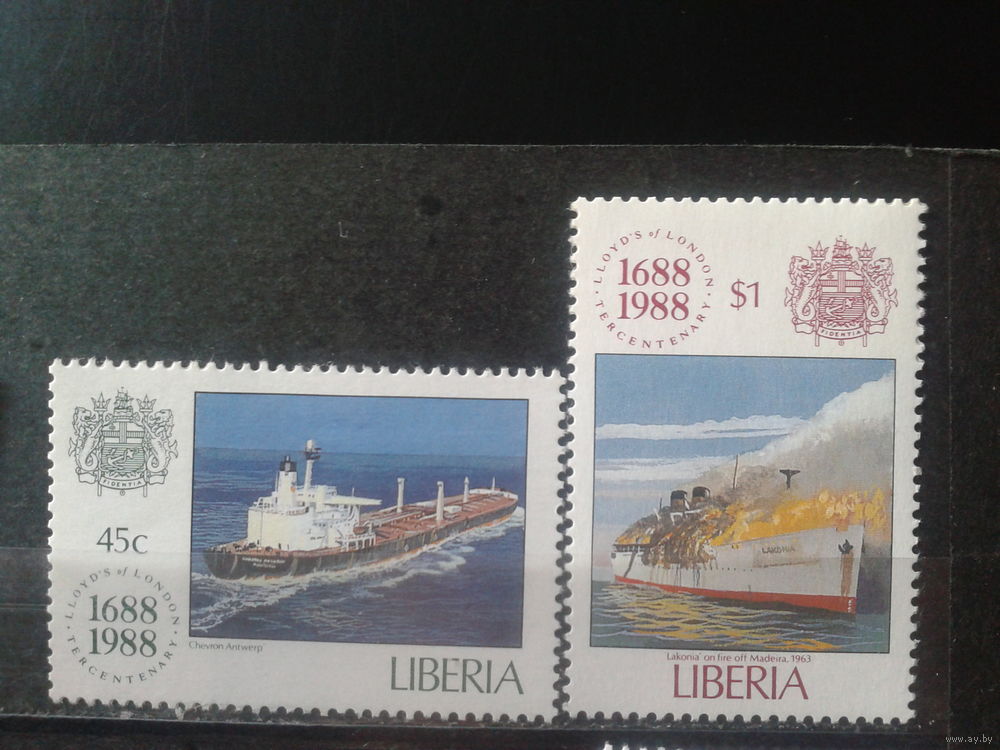 FIDENTIA
45c
LLOYD'S of LONDON
1688
1988
TERCENTENARY
Chevron Antwerp
LIBERIA
LLOYD'S of LONDON
1688
1988
TERCENTENARY
$1
FIDENTIA
LAKONIA
'Lakonia' on fire off Madeira, 1963
LIBERIA
www.ay.by